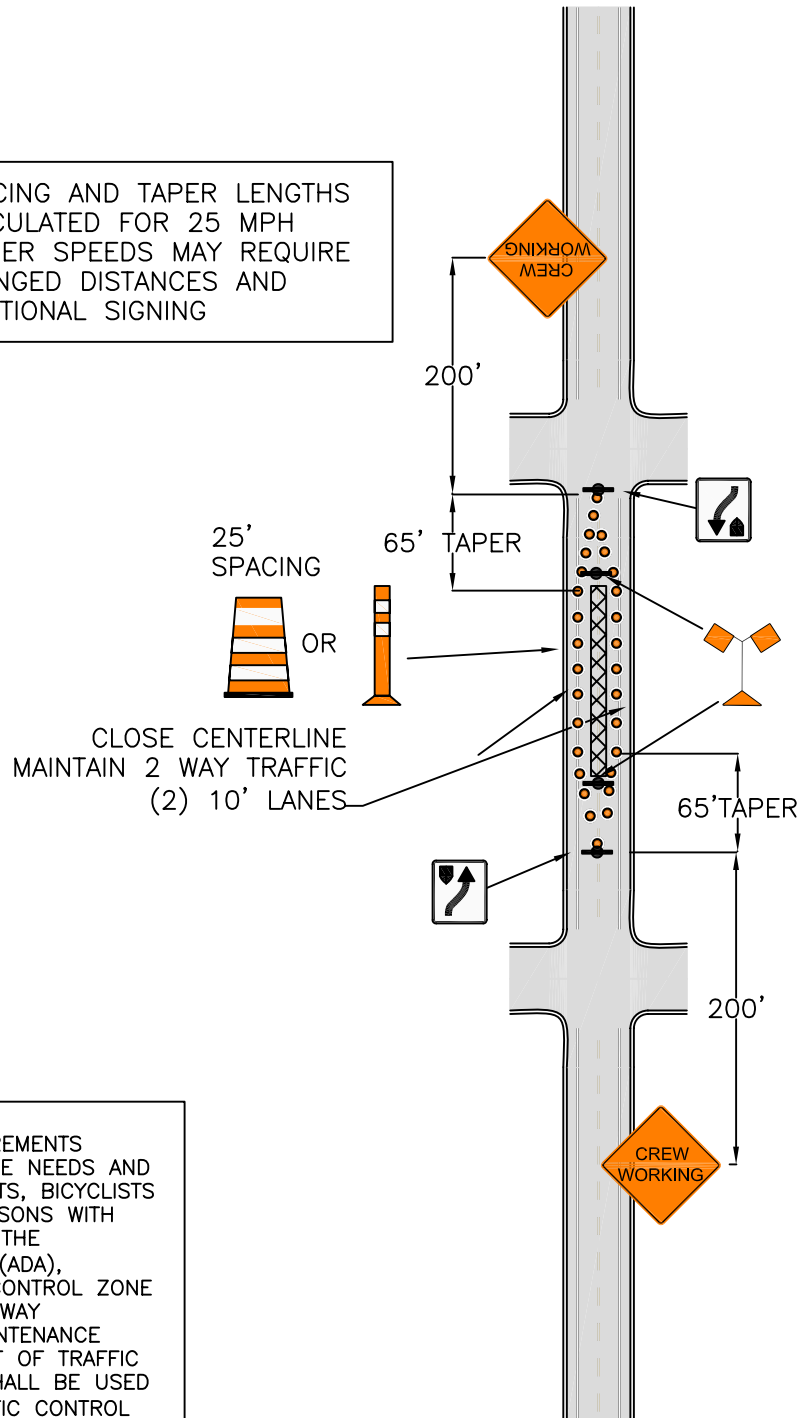 CING AND TAPER LENGTHS
CULATED FOR 25 MPH
ER SPEEDS MAY REQUIRE
NGED DISTANCES AND
TIONAL SIGNING
CREW
WORKING
200'
65' TAPER
25'
SPACING
OR
CLOSE CENTERLINE
MAINTAIN 2 WAY TRAFFIC
(2) 10' LANES
65'TAPER
200'
CREW
WORKING
REMENTS
E NEEDS AND
TS, BICYCLISTS
SONS WITH
THE
(ADA),
CONTROL ZONE
WAY
NTENANCE
T OF TRAFFIC
HALL BE USED
TIC CONTROL